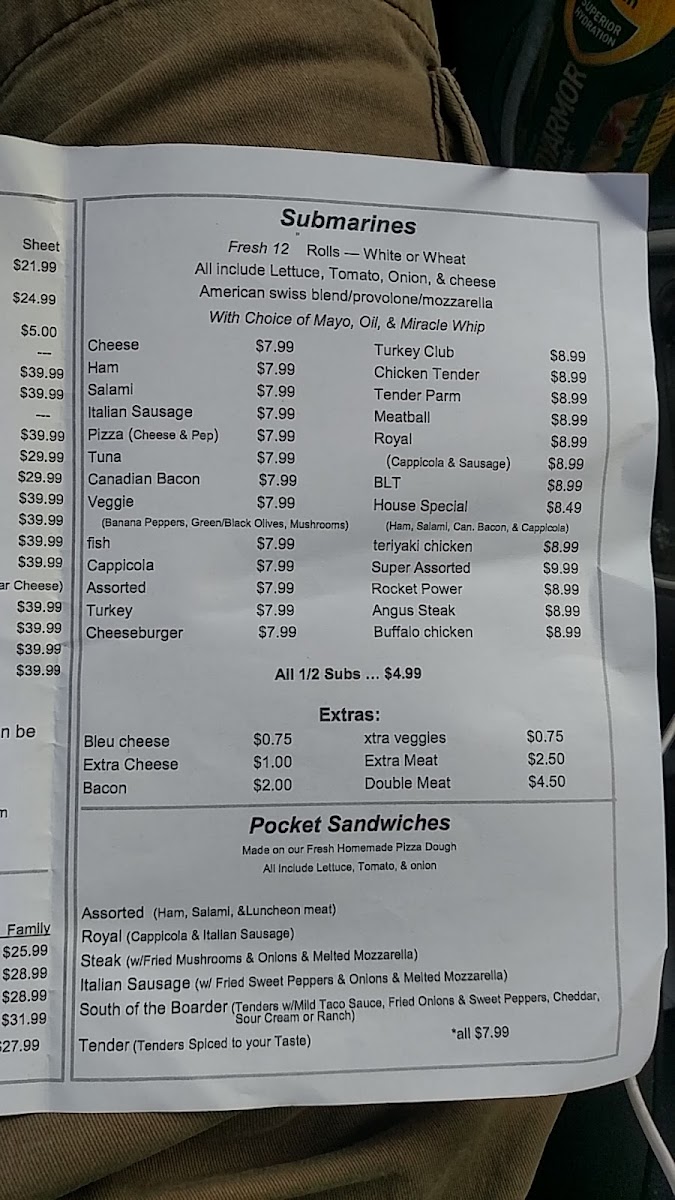 SUPERIOR
HYDRATION
Sheet
$21.99
$24.99
$5.00
---
$39.99
$39.99
---
$39.99
$29.99
$29.99
$39.99
$39.99
$39.99
$39.99
ar Cheese)
$39.99
$39.99
$39.99
$39.99
n be
Family
$25.99
$28.99
$28.99
$31.99
$27.99
Submarines
Fresh 12" Rolls — White or Wheat
All include Lettuce, Tomato, Onion, & cheese
American swiss blend/provolone/mozzarella
With Choice of Mayo, Oil, & Miracle Whip
Cheese $7.99
Ham $7.99
Salami $7.99
Italian Sausage $7.99
Pizza (Cheese & Pep) $7.99
Tuna $7.99
Canadian Bacon $7.99
Veggie $7.99
(Banana Peppers, Green/Black Olives, Mushrooms)
fish $7.99
Cappicola $7.99
Assorted $7.99
Turkey $7.99
Cheeseburger $7.99
Turkey Club $8.99
Chicken Tender $8.99
Tender Parm $8.99
Meatball $8.99
Royal $8.99
(Cappicola & Sausage) $8.99
BLT $8.99
House Special $8.49
(Ham, Salami, Can. Bacon, & Cappicola)
teriyaki chicken $8.99
Super Assorted $9.99
Rocket Power $8.99
Angus Steak $8.99
Buffalo chicken $8.99
All 1/2 Subs ... $4.99
Extras:
Bleu cheese $0.75 xtra veggies $0.75
Extra Cheese $1.00 Extra Meat $2.50
Bacon $2.00 Double Meat $4.50
Pocket Sandwiches
Made on our Fresh Homemade Pizza Dough
All Include Lettuce, Tomato, & onion
Assorted (Ham, Salami, &Luncheon meat)
Royal (Cappicola & Italian Sausage)
Steak (w/Fried Mushrooms & Onions & Melted Mozzarella)
Italian Sausage (w/ Fried Sweet Peppers & Onions & Melted Mozzarella)
South of the Boarder (Tenders w/Mild Taco Sauce, Fried Onions & Sweet Peppers, Cheddar,
Sour Cream or Ranch)
*all $7.99
Tender (Tenders Spiced to your Taste)